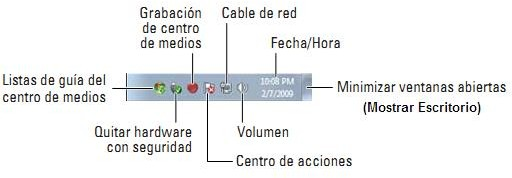 Grabación
de centro
de medios
Cable de red
Fecha/Hora
Listas de guía del
centro de medios
10:08 PM
2/7/2009
Minimizar ventanas abiertas
(Mostrar Escritorio)
Quitar hardware
con seguridad
Volumen
Centro de acciones